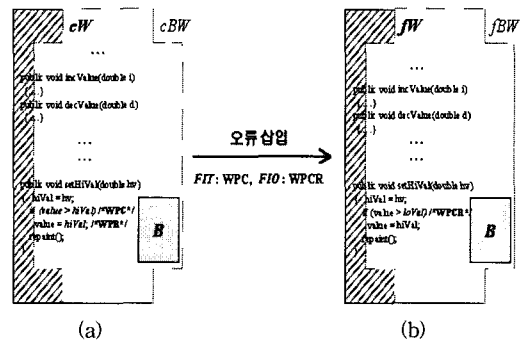 cW cBW
...
public void incValue(double i)
{...}
public void decValue(double d)
{...}
...
...
public void setHiVal(double hv)
{ hiVal = hv;
if (value > hiVal) /*WPC*/
value = hiVal; /*WPR*/
repaint();
}
B
(a)
오류 삽입
FIT : WPC, FIO : WPCR
fW fBW
...
public void incValue(double i)
{...}
public void decValue(double d)
{...}
...
...
public void setHiVal(double hv)
{ hiVal = hv;
if (value > loVal) /*WPCR*/
value = hiVal;
repaint();
}
B
(b)